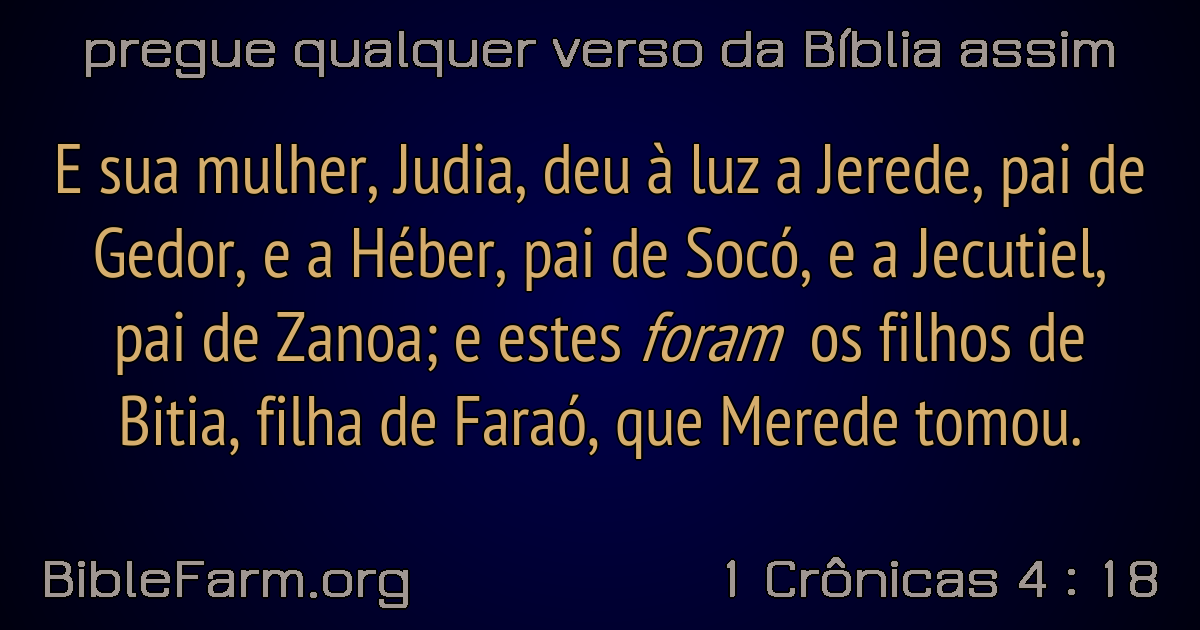 pregue qualquer verso da Bíblia assim
E sua mulher, Judia, deu à luz a Jerede, pai de
Gedor, e a Héber, pai de Socó, e a Jecutiel,
pai de Zanoa; e estes foram os filhos de
Bitia, filha de Faraó, que Merede tomou.
BibleFarm.org
1 Crônicas 4 : 18